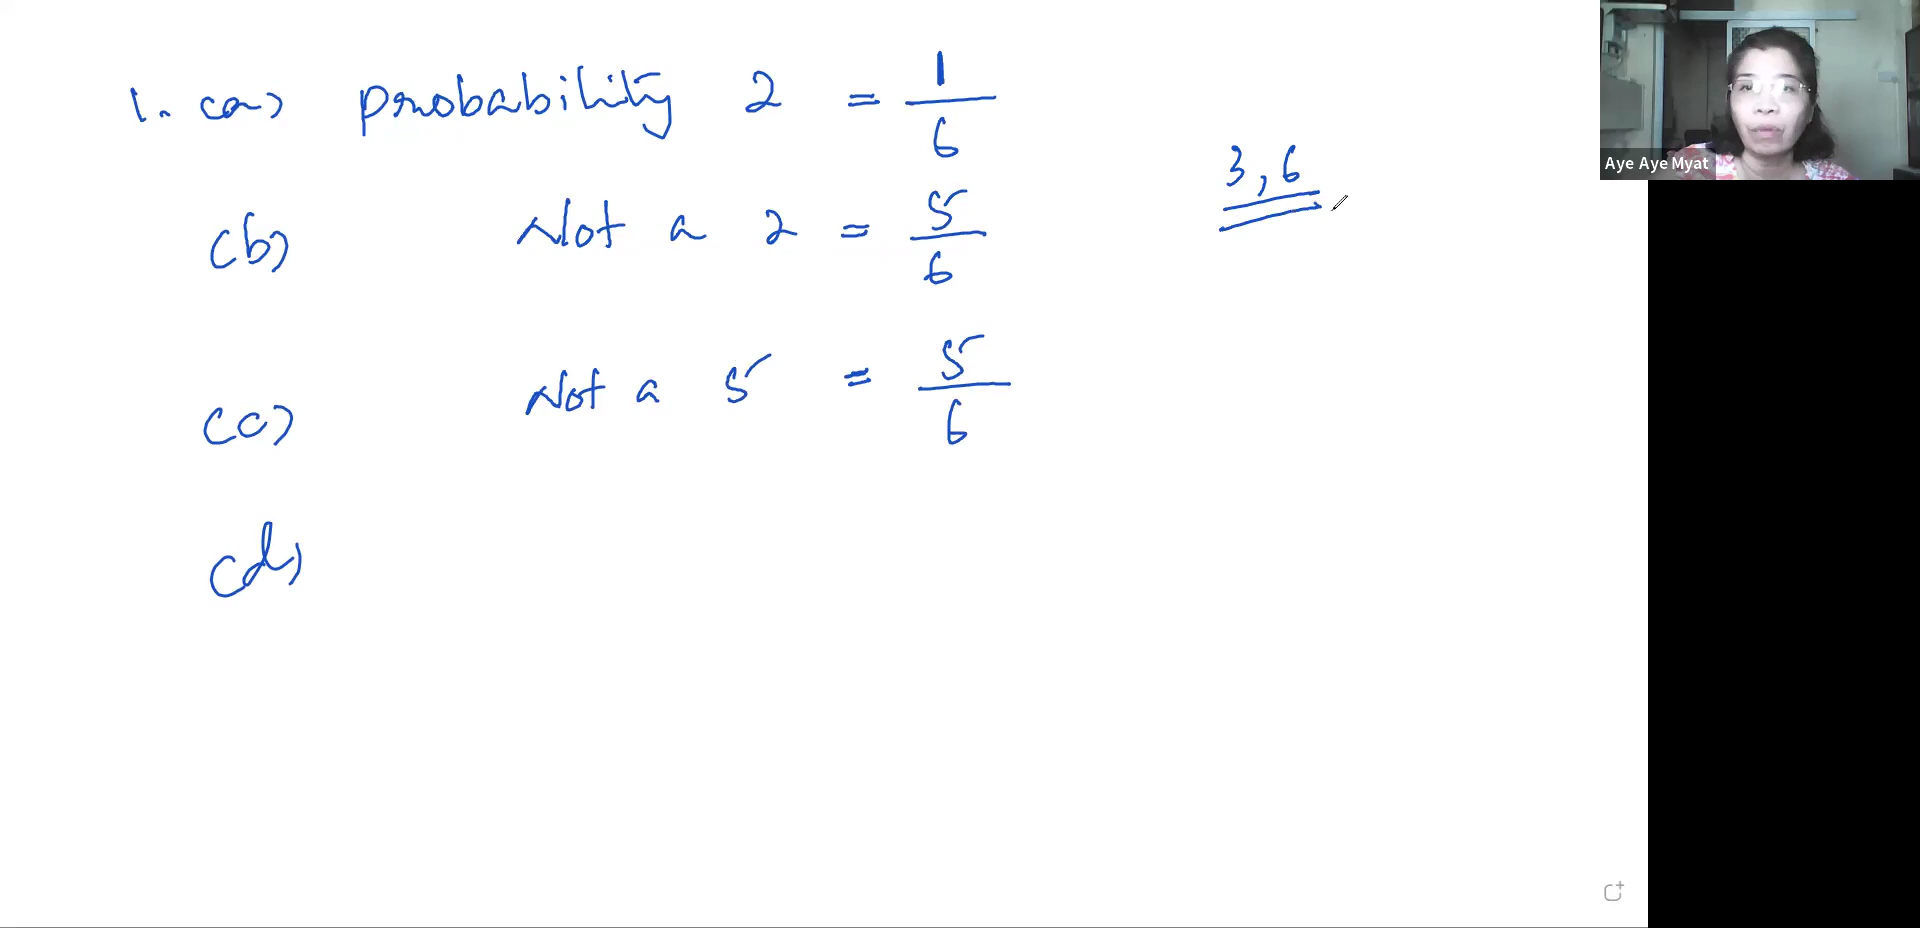 1. (a) probability 2 = 1/6
3, 6
(b) Not a 2 = 5/6
(c) Not a 5 = 5/6
(d)
Aye Aye Myat